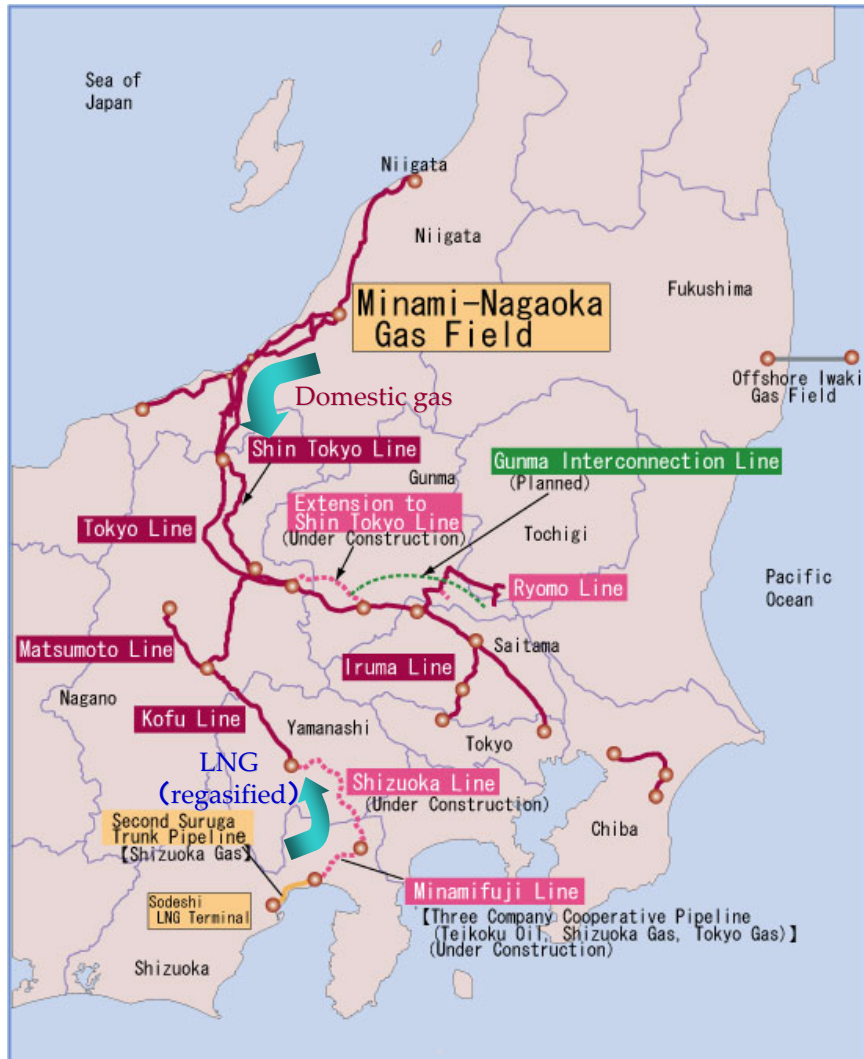 Sea of
Japan
Niigata
Niigata
Fukushima
Minami-Nagaoka
Gas Field
Offshore Iwaki
Gas Field
Domestic gas
Shin Tokyo Line
Gunma Interconnection Line
(Planned)
Gunma
Extension to
Shin Tokyo Line
(Under Construction)
Tokyo Line
Tochigi
Pacific
Ocean
Ryomo Line
Matsumoto Line
Saitama
Iruma Line
Nagano
Kofu Line
Yamanashi
Tokyo
LNG
(regasified)
Shizuoka Line
(Under Construction)
Second Suruga
Trunk Pipeline
【Shizuoka Gas】
Chiba
Minamifuji Line
Sodeshi
LNG Terminal
【Three Company Cooperative Pipeline
(Teikoku Oil, Shizuoka Gas, Tokyo Gas)】
(Under Construction)
Shizuoka